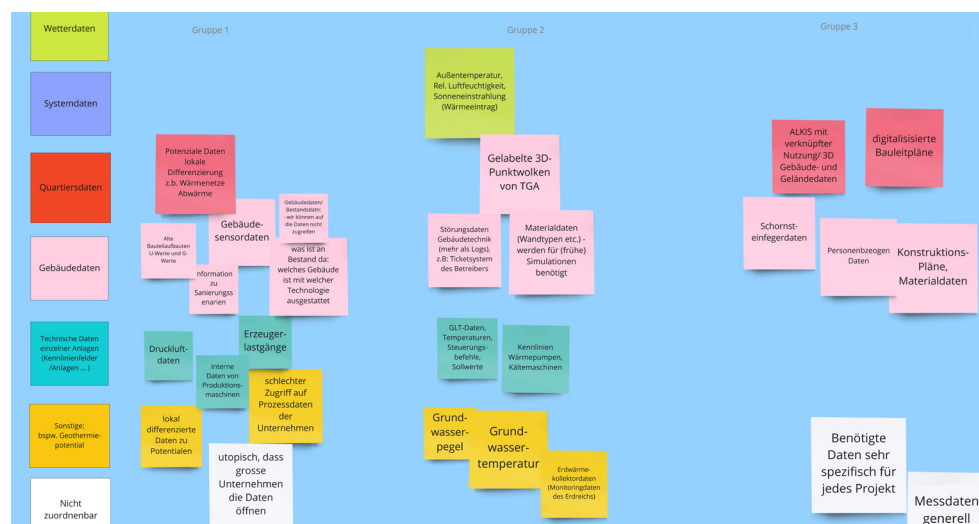 Wetterdaten
Systemdaten
Quartiersdaten
Gebäudedaten
Technische Daten
einzelner Anlagen
(Kennlinienfelder
/Anlagen ... )
Sonstige:
bspw. Geothermie-
potential
Nicht
zuordnenbar
Gruppe 1
Potenziale Daten
lokale
Differenzierung
z.b. Wärmenetze
Abwärme
Gebäude-
sensordaten
Gebäudedaten/
Bestandsdatn:
- wir können auf
die Daten nicht
zugreifen
Alte
Bauteilaufbauten
U-Werte und G-
Werte
nformation
zu
Sanierungss
enarien
was ist an
Bestand da:
welches Gebäude
ist mit welcher
Technologie
ausgestattet
Druckluft-
daten
Erzeuger-
lastgänge
Interne
Daten von
Produktions-
maschinen
schlechter
Zugriff auf
Prozessdaten
der
Unternehmen
lokal
differenzierte
Daten zu
Potentialen
utopisch, dass
grosse
Unternehmen
die Daten
öffnen
Gruppe 2
Außentemperatur,
Rel. Luftfeuchtigkeit,
Sonneneinstrahlung
(Wärmeeintrag)
Gelabelte 3D-
Punktwolken
von TGA
Störungsdaten
Gebäudetechnik
(mehr als Logs),
z.B: Ticketsystem
des Betreibers
Materialdaten
(Wandtypen etc.) -
werden für (frühe)
Simulationen
benötigt
GLT-Daten,
Temperaturen,
Steuerungs-
befehle,
Sollwerte
Kennlinien
Wärmepumpen,
Kältemaschinen
Grund-
wasser-
pegel
Grund-
wasser-
temperatur
Erdwärme-
kollektordaten
(Monitoringdaten
des Erdreichs)
Gruppe 3
ALKIS mit
verknüpfter
Nutzung/ 3D
Gebäude- und
Geländedaten
digitalisisierte
Bauleitpläne
Schornst-
einfegerdaten
Personenbzeogen
Daten
Konstruktions-
Pläne,
Materialdaten
Benötigte
Daten sehr
spezifisch für
jedes Projekt
Messdaten
generell